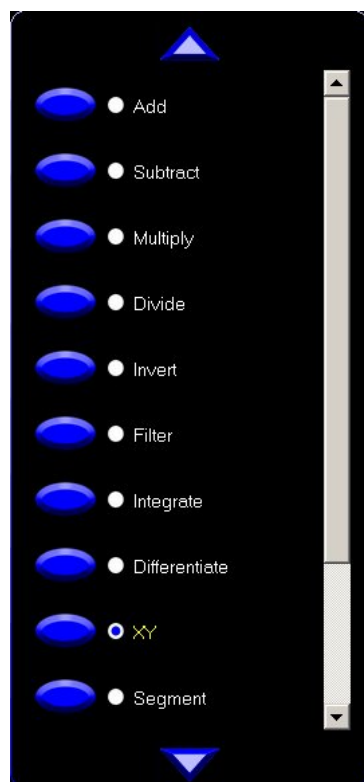 Add
Subtract
Multiply
Divide
Invert
Filter
Integrate
Differentiate
XY
Segment